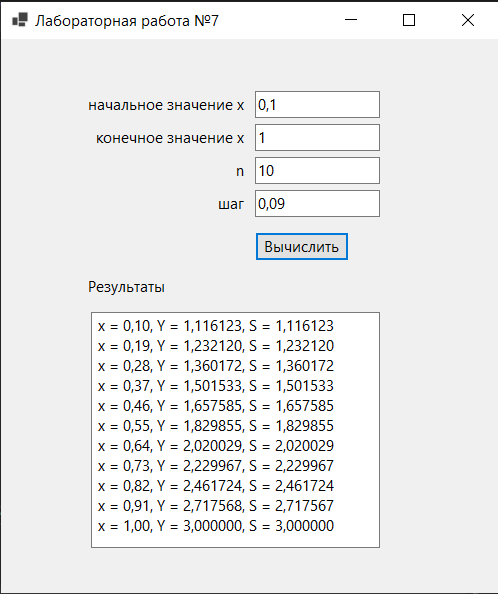 Лабораторная работа №7
начальное значение x 0,1
конечное значение x 1
n 10
шаг 0,09
Вычислить
Результаты
x = 0,10, Y = 1,116123, S = 1,116123
x = 0,19, Y = 1,232120, S = 1,232120
x = 0,28, Y = 1,360172, S = 1,360172
x = 0,37, Y = 1,501533, S = 1,501533
x = 0,46, Y = 1,657585, S = 1,657585
x = 0,55, Y = 1,829855, S = 1,829855
x = 0,64, Y = 2,020029, S = 2,020029
x = 0,73, Y = 2,229967, S = 2,229967
x = 0,82, Y = 2,461724, S = 2,461724
x = 0,91, Y = 2,717568, S = 2,717567
x = 1,00, Y = 3,000000, S = 3,000000